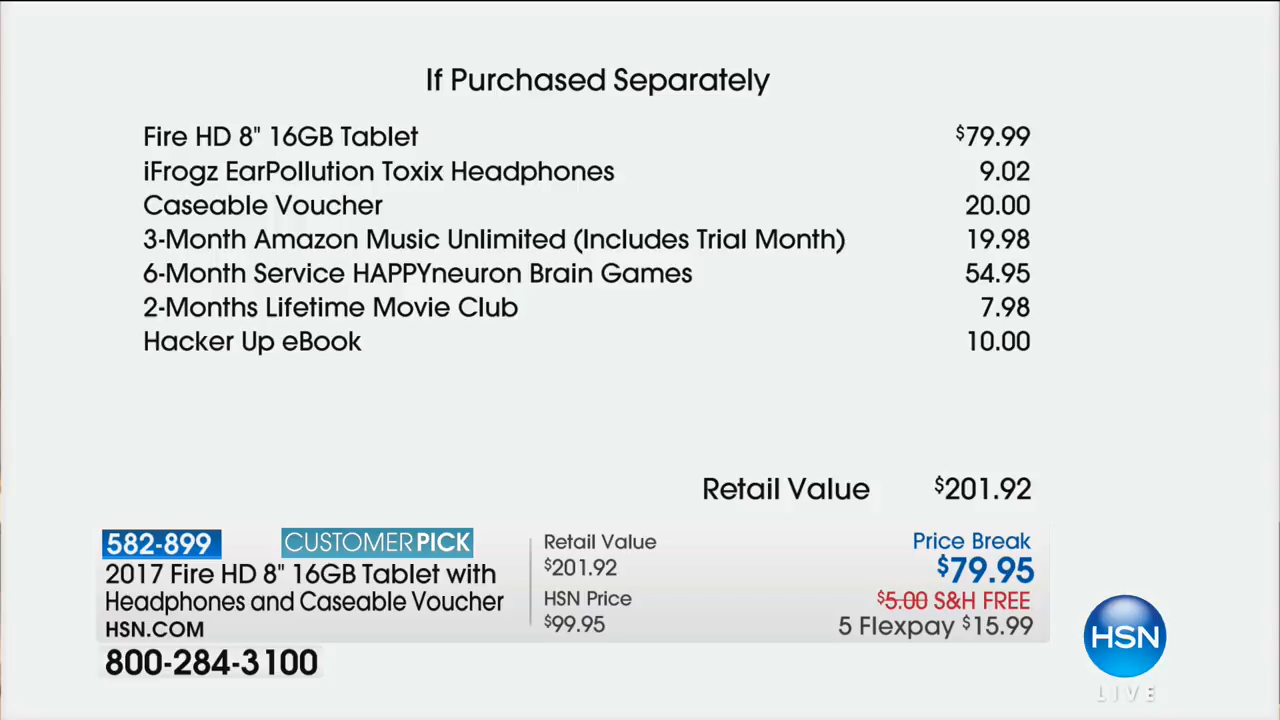 If Purchased Separately
Fire HD 8" 16GB Tablet $79.99
iFrogz EarPollution Toxix Headphones 9.02
Caseable Voucher 20.00
3-Month Amazon Music Unlimited (Includes Trial Month) 19.98
6-Month Service HAPPYneuron Brain Games 54.95
2-Months Lifetime Movie Club 7.98
Hacker Up eBook 10.00
Retail Value $201.92
582-899 CUSTOMERPICK
2017 Fire HD 8" 16GB Tablet with
Headphones and Caseable Voucher
HSN.COM
800-284-3100
Retail Value
$201.92
HSN Price
$99.95
Price Break
$79.95
$5.00 S&H FREE
5 Flexpay $15.99
HSN
LIVE